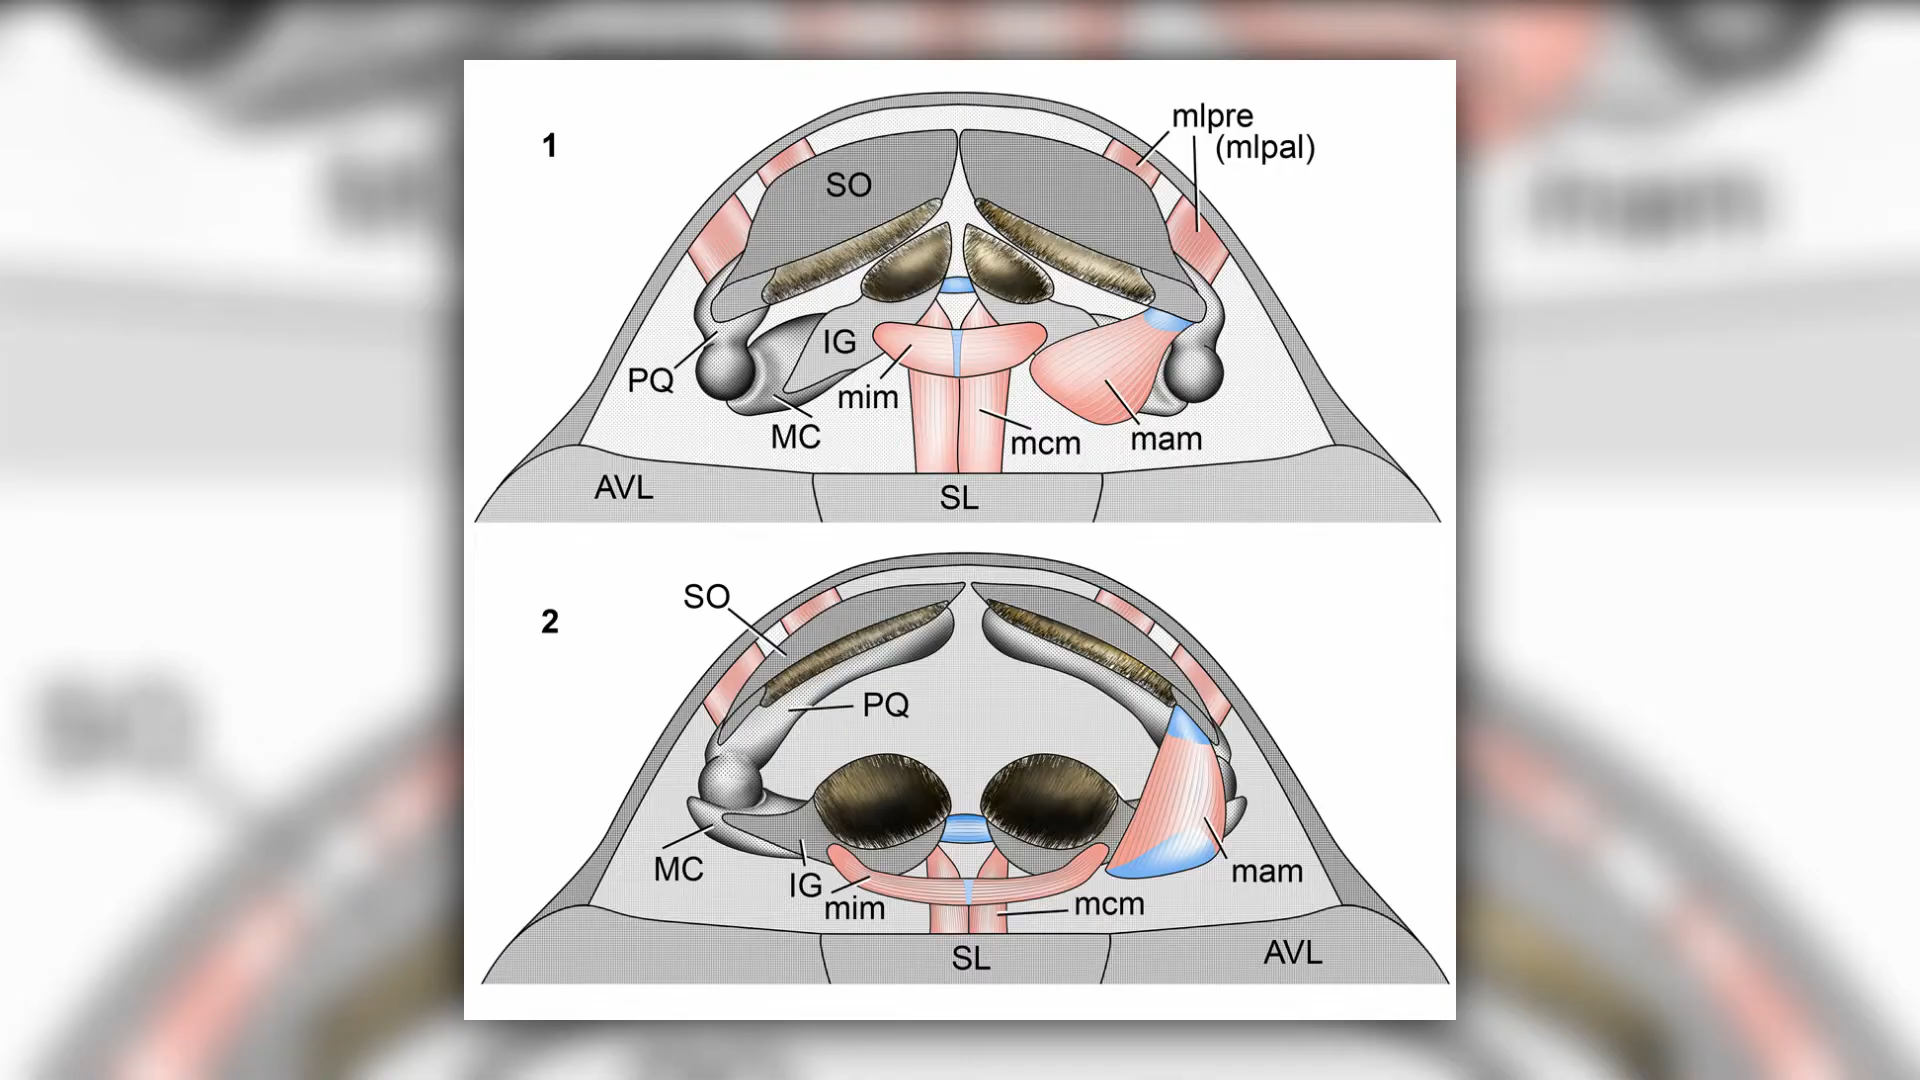 1
mlpre
(mlpal)
SO
PQ
IG
mim
MC
mcm
mam
AVL
SL
2
SO
PQ
MC
IG
mim
mcm
mam
SL
AVL